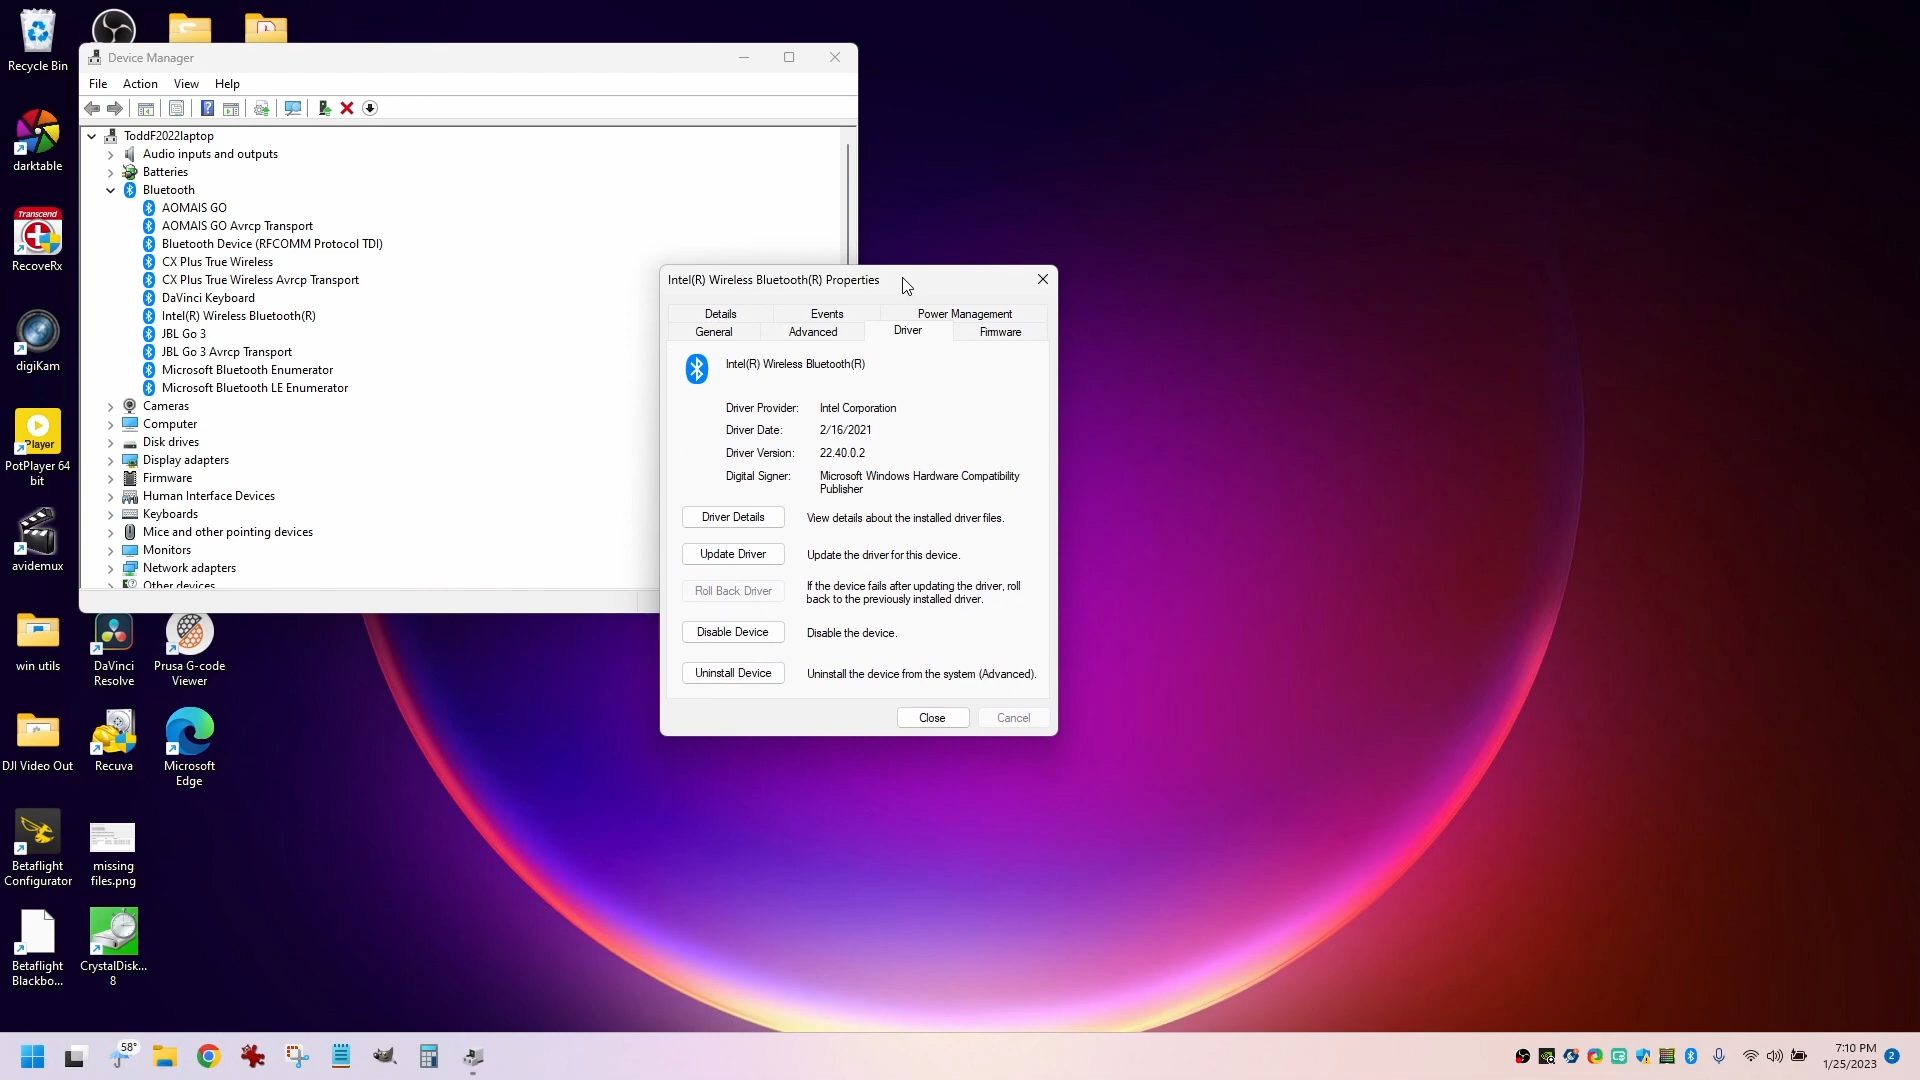 Recycle Bin
darktable
Transcend
RecoveRx
digiKam
Player
PotPlayer 64
bit
avidemux
win utils
DaVinci
Resolve
Prusa G-code
Viewer
DJI Video Out
Recuva
Microsoft
Edge
Betaflight
Configurator
missing
files.png
Betaflight
Blackbo...
CrystalDisk...
8
Device Manager
File Action View Help
ToddF2022laptop
Audio inputs and outputs
Batteries
Bluetooth
AOMAIS GO
AOMAIS GO Avrcp Transport
Bluetooth Device (RFCOMM Protocol TDI)
CX Plus True Wireless
CX Plus True Wireless Avrcp Transport
DaVinci Keyboard
Intel(R) Wireless Bluetooth(R)
JBL Go 3
JBL Go 3 Avrcp Transport
Microsoft Bluetooth Enumerator
Microsoft Bluetooth LE Enumerator
Cameras
Computer
Disk drives
Display adapters
Firmware
Human Interface Devices
Keyboards
Mice and other pointing devices
Monitors
Network adapters
Other devices
Intel(R) Wireless Bluetooth(R) Properties
Details Events Power Management
General Advanced Driver Firmware
Intel(R) Wireless Bluetooth(R)
Driver Provider: Intel Corporation
Driver Date: 2/16/2021
Driver Version: 22.40.0.2
Digital Signer: Microsoft Windows Hardware Compatibility
Publisher
Driver Details View details about the installed driver files.
Update Driver Update the driver for this device.
Roll Back Driver If the device fails after updating the driver, roll
back to the previously installed driver.
Disable Device Disable the device.
Uninstall Device Uninstall the device from the system (Advanced).
Close Cancel
58°
7:10 PM
1/25/2023
2